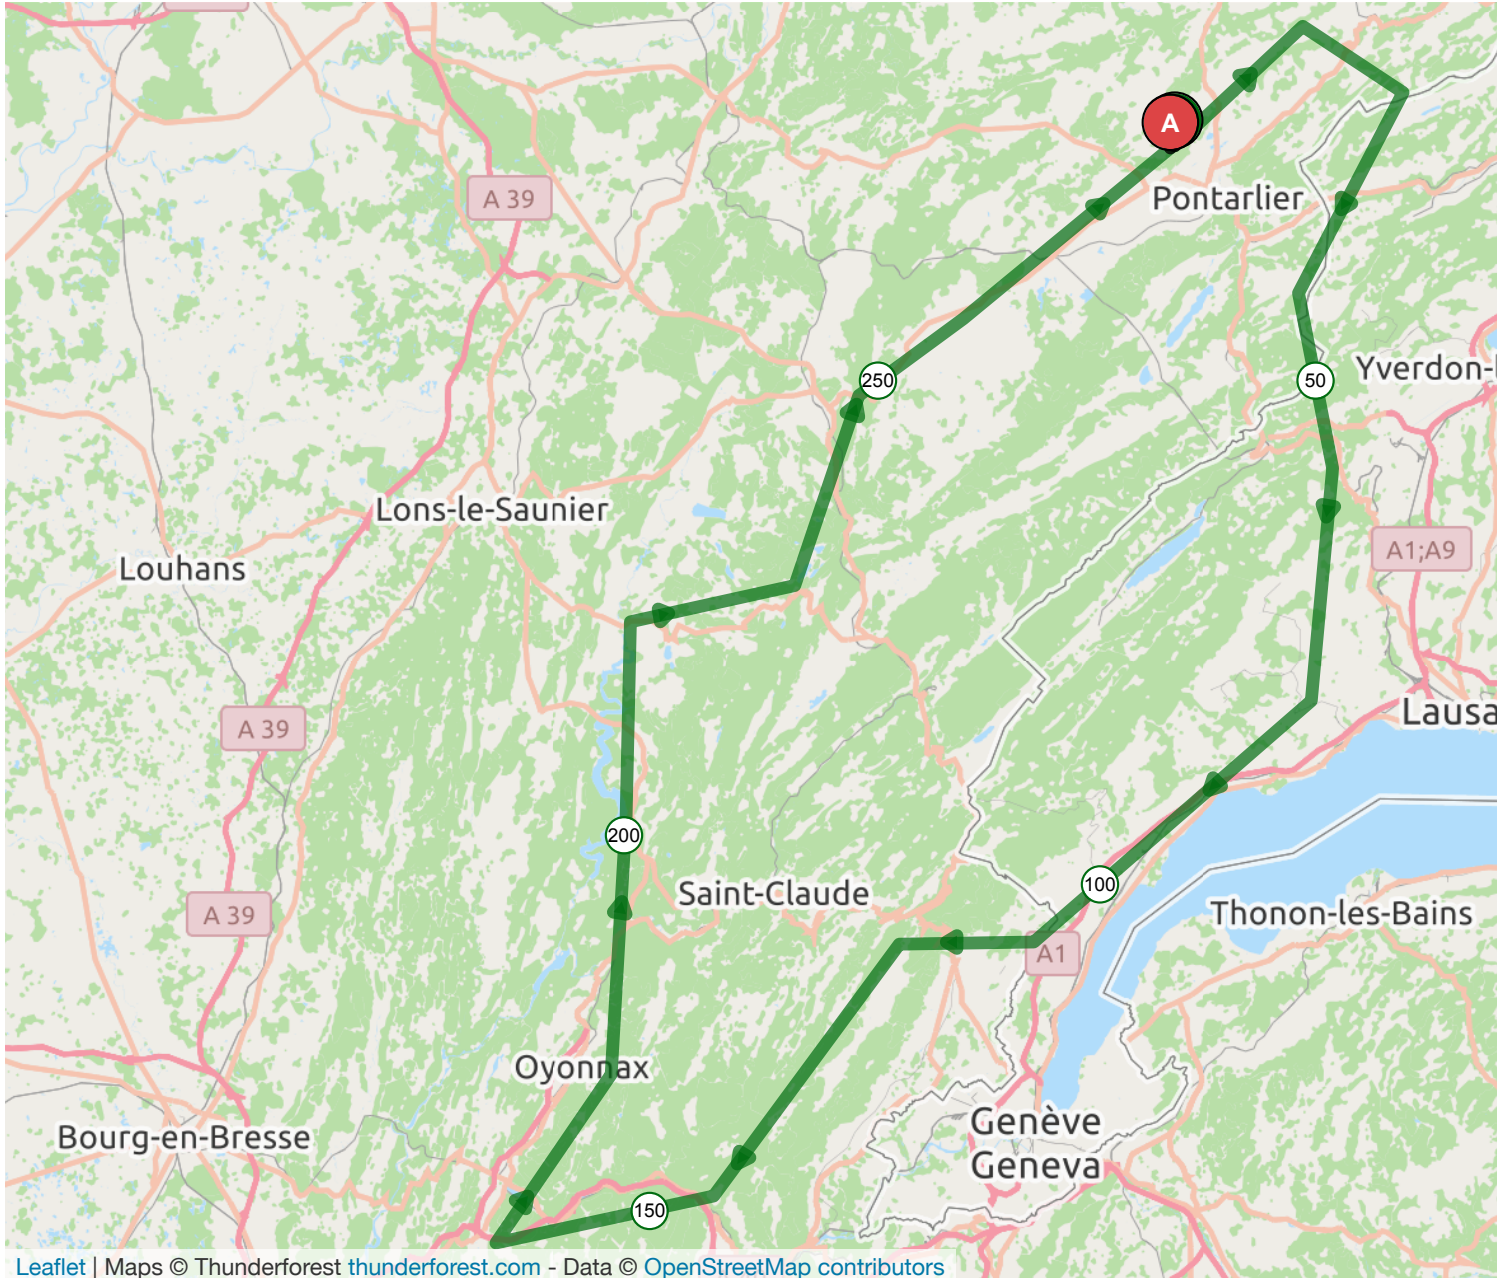 A
Pontarlier
A 39
250
50
Yverdon-l
Lons-le-Saunier
A1;A9
Louhans
Lausa
A 39
200
Saint-Claude
100
A 39
Thonon-les-Bains
A1
Oyonnax
Genève
Geneva
Bourg-en-Bresse
150
Leaflet | Maps © Thunderforest thunderforest.com - Data © OpenStreetMap contributors